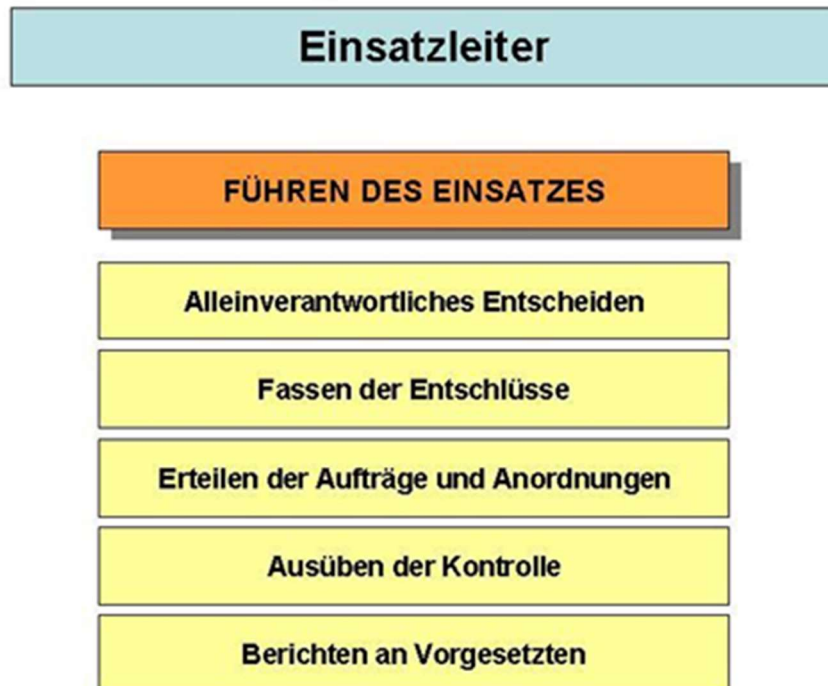 Einsatzleiter
FÜHREN DES EINSATZES
Alleinverantwortliches Entscheiden
Fassen der Entschlüsse
Erteilen der Aufträge und Anordnungen
Ausüben der Kontrolle
Berichten an Vorgesetzten